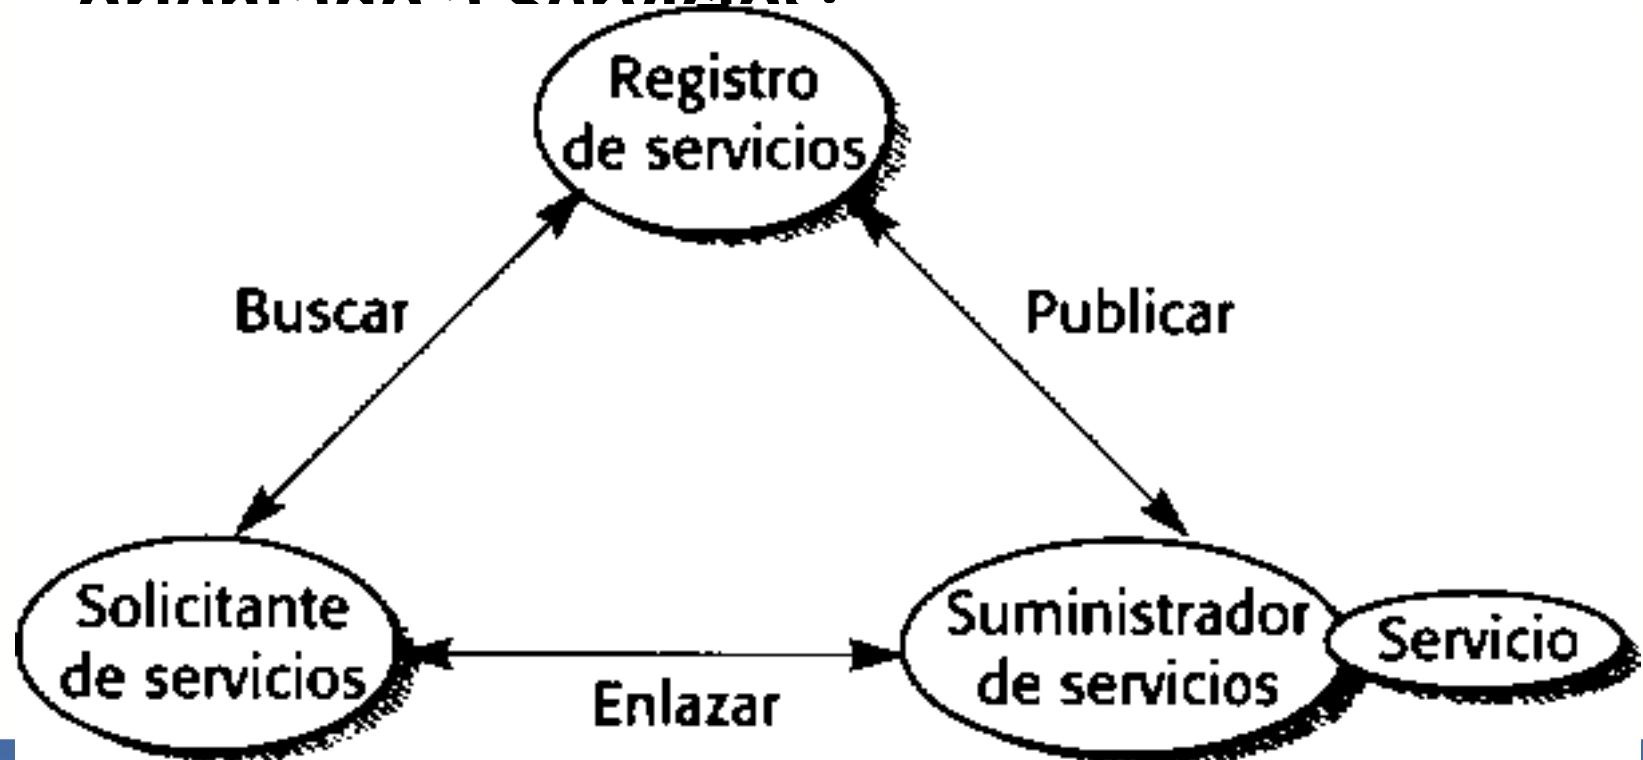 Registro
de servicios
Buscar
Publicar
Solicitante
de servicios
Suministrador
de servicios
Servicio
Enlazar